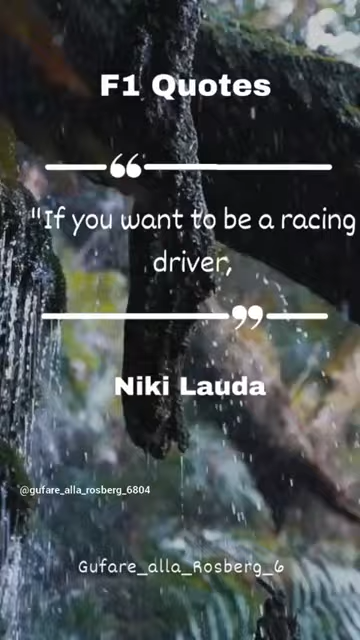 F1 Quotes
“
"If you want to be a racing
driver,
”
Niki Lauda
@gufare_alla_rosberg_6804
Gufare_alla_Rosberg_6